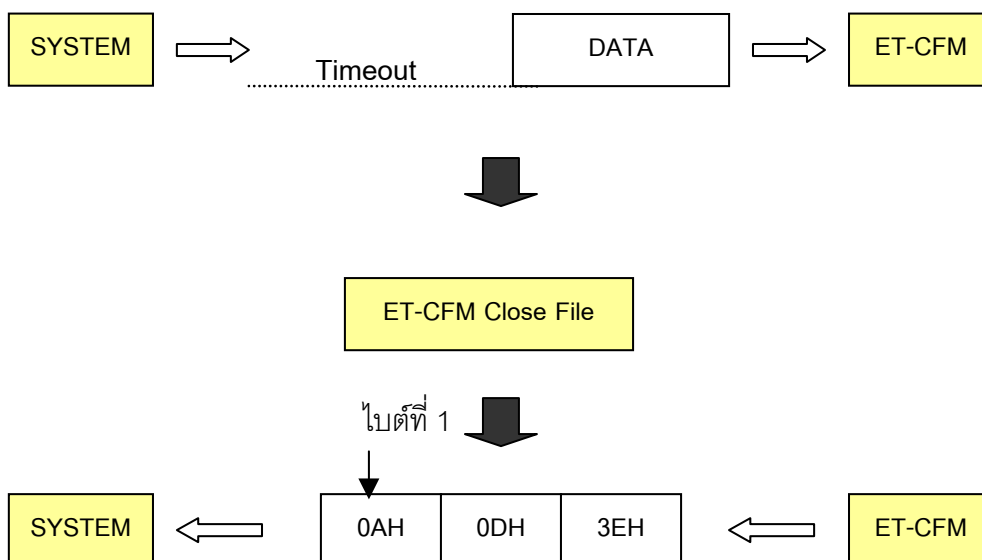 SYSTEM
Timeout
DATA
ET-CFM
ET-CFM Close File
ไบต์ที่ 1
SYSTEM
0AH
0DH
3EH
ET-CFM